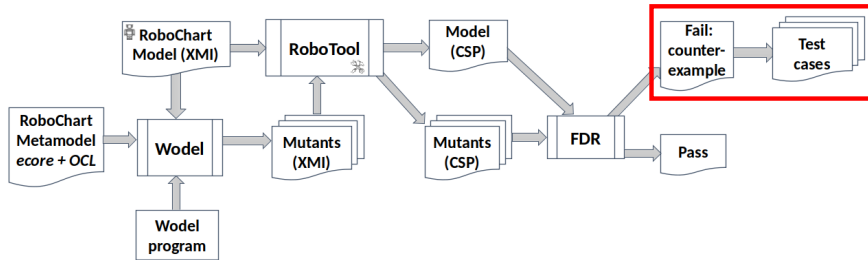 RoboChart
Model (XMI)
RoboTool
Model
(CSP)
Fail:
counter-
example
Test
cases
RoboChart
Metamodel
ecore + OCL
Wodel
Mutants
(XMI)
Mutants
(CSP)
FDR
Pass
Wodel
program